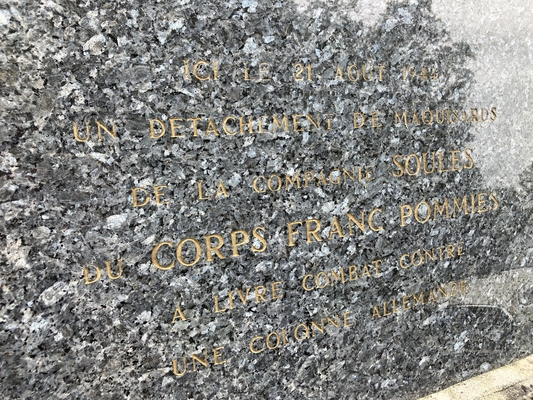 ICI LE 21 AOUT 1944
UN DETACHEMENT DE MAQUISARDS
DE LA COMPAGNIE SOULES
DU CORPS FRANC POMMIES
A LIVRE COMBAT CONTRE
UNE COLONNE ALLEMANDE